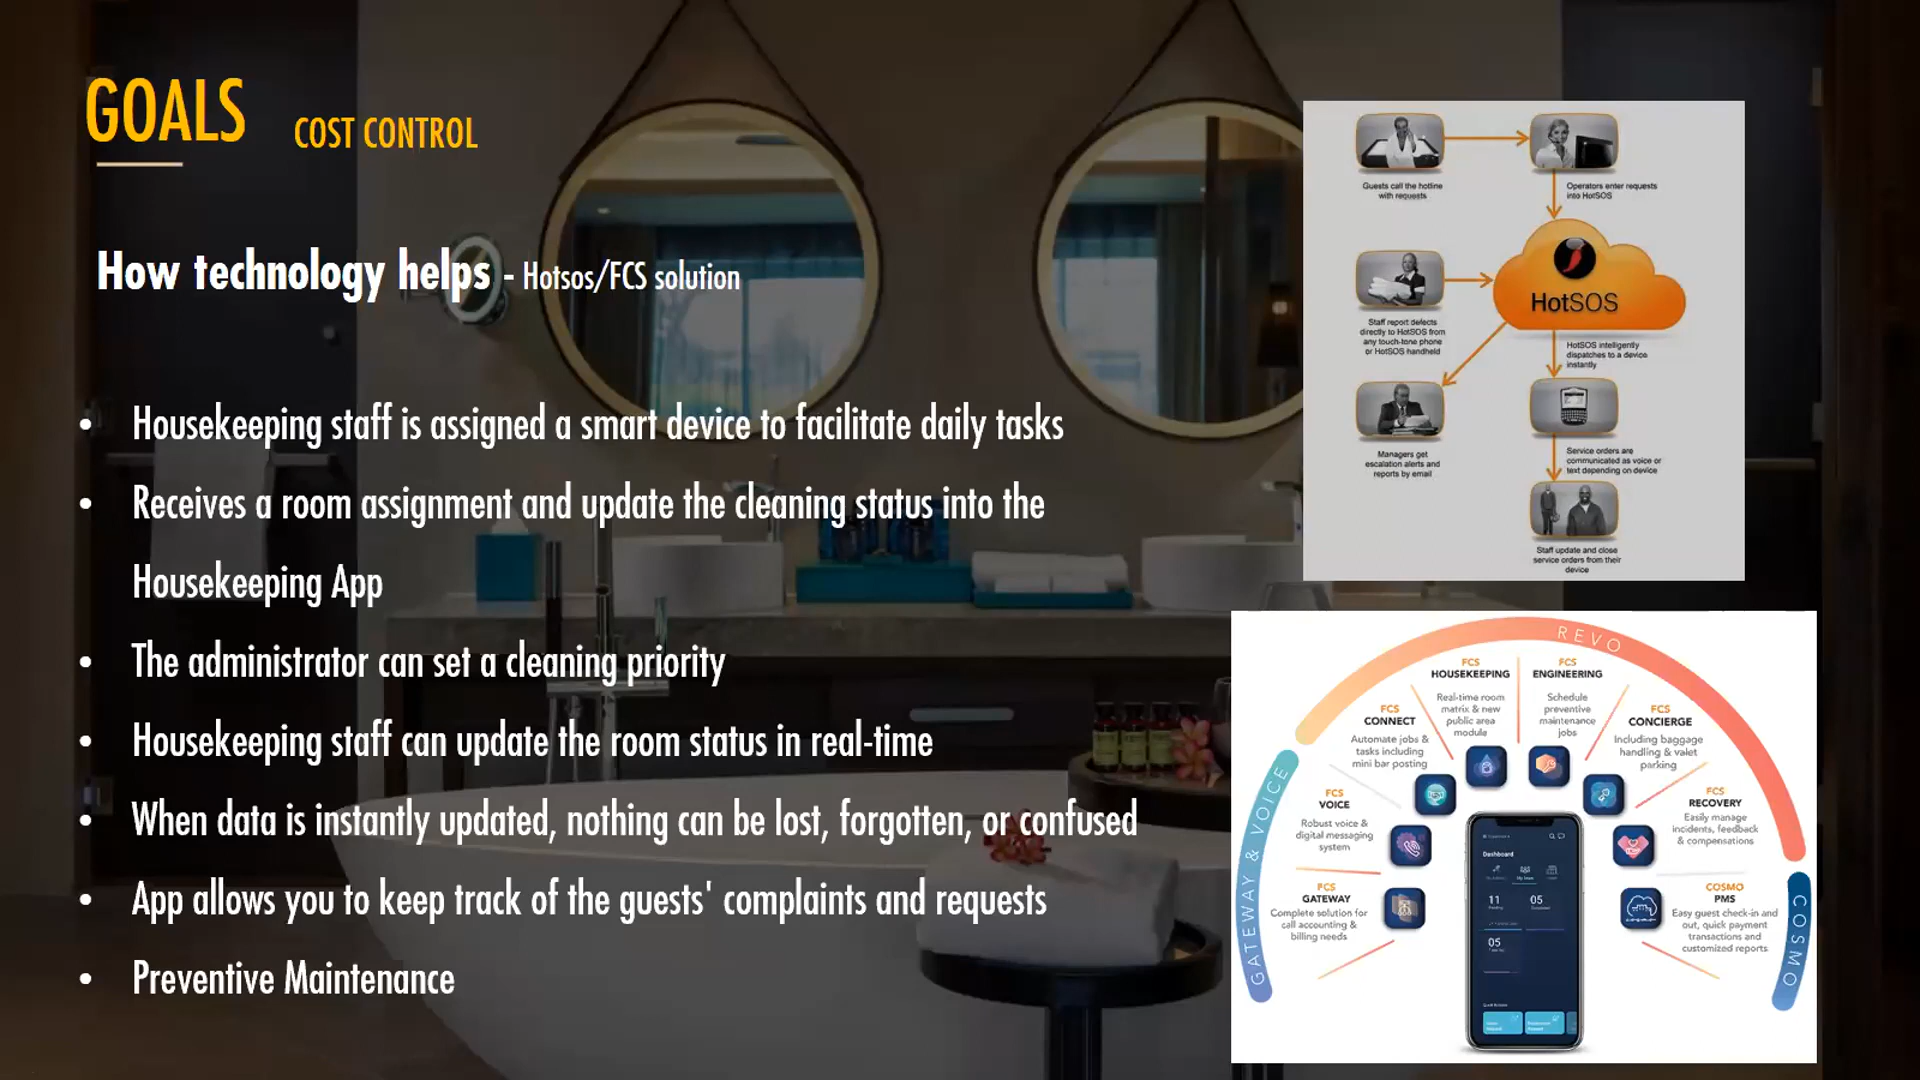 GOALS COST CONTROL
How technology helps - Hotsos/FCS solution
• Housekeeping staff is assigned a smart device to facilitate daily tasks
• Receives a room assignment and update the cleaning status into the
Housekeeping App
• The administrator can set a cleaning priority
• Housekeeping staff can update the room status in real-time
• When data is instantly updated, nothing can be lost, forgotten, or confused
• App allows you to keep track of the guests' complaints and requests
• Preventive Maintenance
Guests call the hotline
with requests
Operators enter requests
into HotSOS
HotSOS
Staff report defects
directly to HotSOS from
any touch-tone phone
or HotSOS handheld
HotSOS intelligently
dispatches to a device
instantly
Managers get
escalation alerts and
reports by email
Service orders are
communicated as voice or
text depending on device
Staff update and close
service orders from their
device
REVO
FCS
HOUSEKEEPING
Real-time room
matrix & new
public area
module
FCS
ENGINEERING
Schedule
preventive
maintenance
jobs
FCS
CONNECT
Automate jobs &
tasks including
mini bar posting
FCS
CONCIERGE
Including baggage
handling & valet
parking
FCS
VOICE
Robust voice &
digital messaging
system
FCS
RECOVERY
Easily manage
incidents, feedback
& compensations
FCS
GATEWAY
Complete solution for
call accounting &
billing needs
COSMO
PMS
Easy guest check-in and
out, quick payment
transactions and
customized reports
GATEWAY & VOICE
COSMO
Dashboard
11 05
05